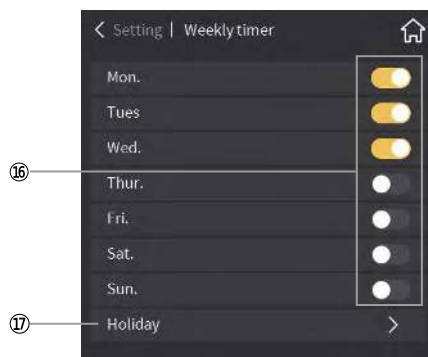 Setting | Weekly timer
Mon.
Tues
Wed.
⑯
Thur.
Fri.
Sat.
Sun.
⑰ Holiday